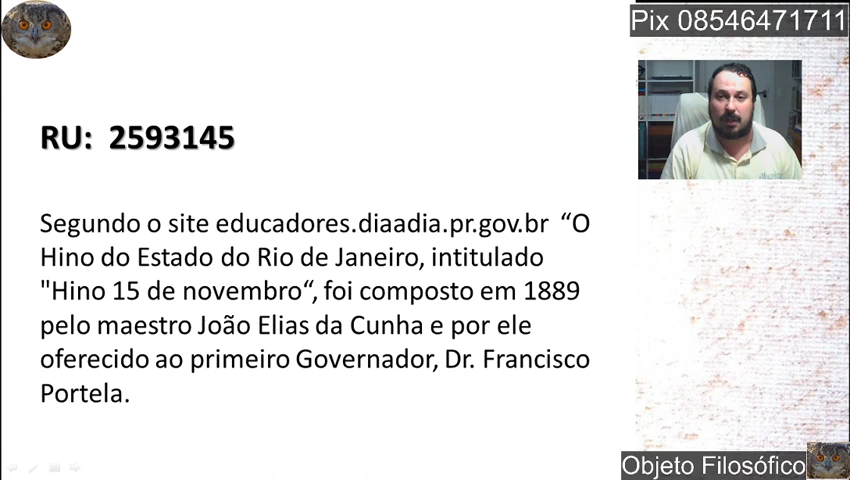 Pix 08546471711
RU: 2593145
Segundo o site educadores.diaadia.pr.gov.br “O
Hino do Estado do Rio de Janeiro, intitulado
"Hino 15 de novembro“, foi composto em 1889
pelo maestro João Elias da Cunha e por ele
oferecido ao primeiro Governador, Dr. Francisco
Portela.
Objeto Filosófico